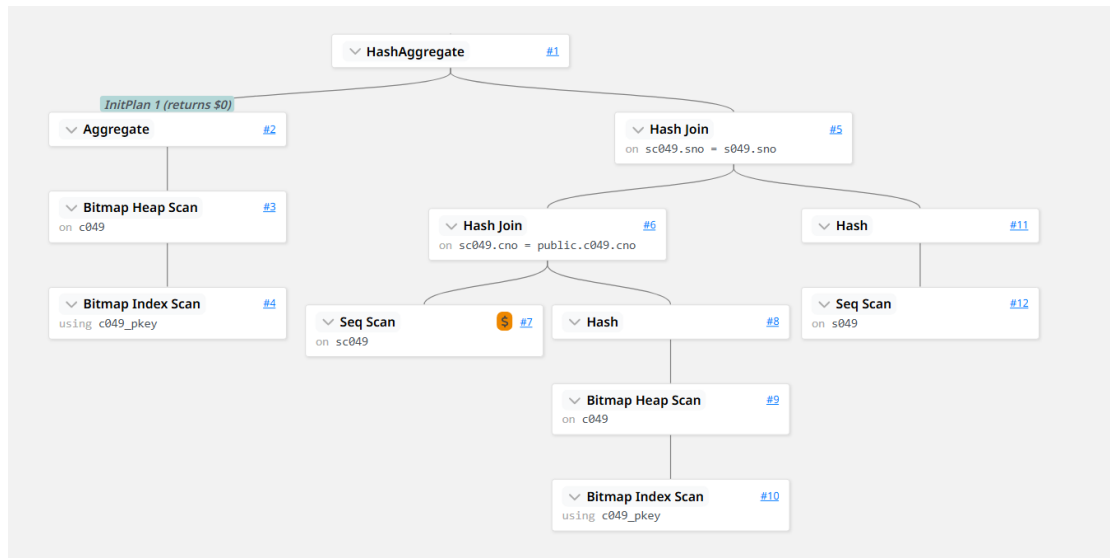 HashAggregate #1
InitPlan 1 (returns $0)
Aggregate #2
Hash Join #5
on sc049.sno = s049.sno
Bitmap Heap Scan #3
on c049
Hash Join #6
on sc049.cno = public.c049.cno
Hash #11
Bitmap Index Scan #4
using c049_pkey
Seq Scan $ #7
on sc049
Hash #8
Seq Scan #12
on s049
Bitmap Heap Scan #9
on c049
Bitmap Index Scan #10
using c049_pkey